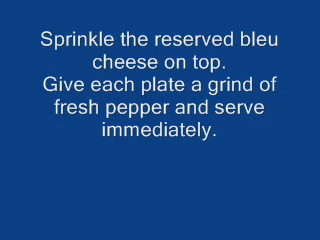 Sprinkle the reserved bleu
cheese on top.
Give each plate a grind of
fresh pepper and serve
immediately.